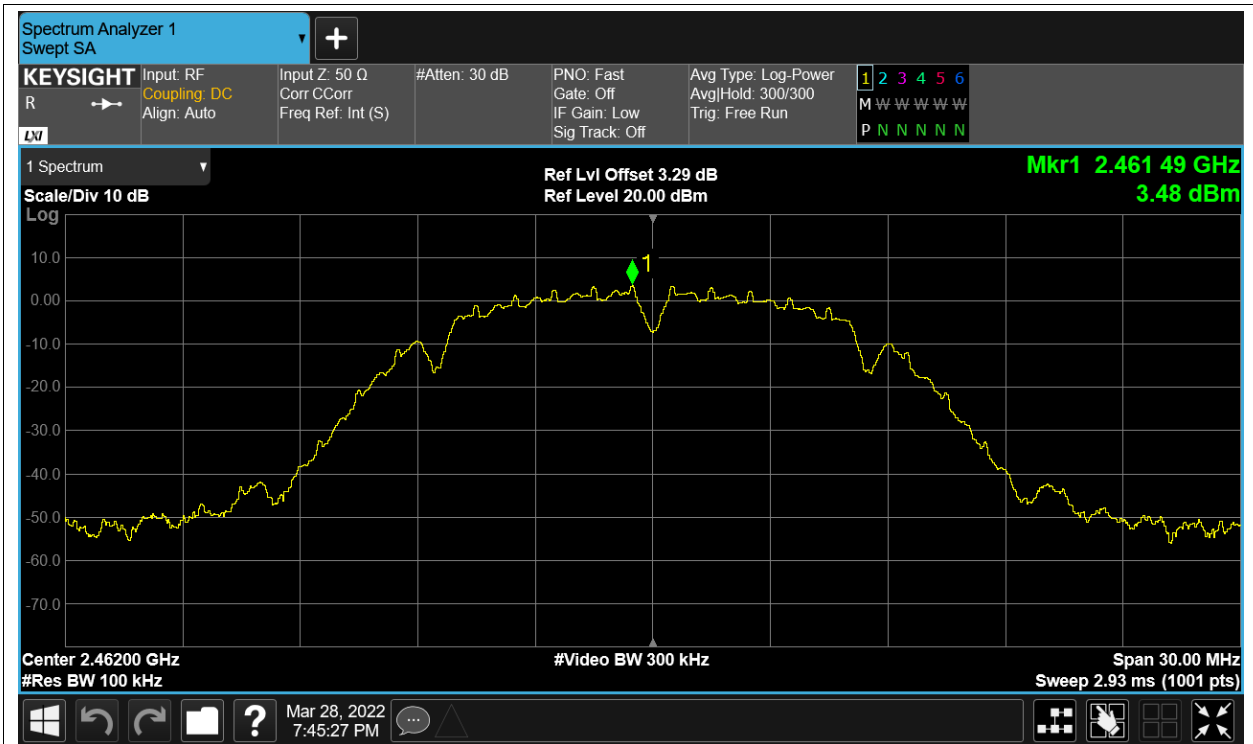 Spectrum Analyzer 1
Swept SA
KEYSIGHT
R
LXI
Input: RF
Coupling: DC
Align: Auto
Input Z: 50 Ω
Corr CCorr
Freq Ref: Int (S)
#Atten: 30 dB
PNO: Fast
Gate: Off
IF Gain: Low
Sig Track: Off
Avg Type: Log-Power
Avg|Hold: 300/300
Trig: Free Run
1 2 3 4 5 6
M W W W W W
P N N N N N
1 Spectrum
Scale/Div 10 dB
Ref Lvl Offset 3.29 dB
Ref Level 20.00 dBm
Mkr1 2.461 49 GHz
3.48 dBm
Log
10.0
0.00
-10.0
-20.0
-30.0
-40.0
-50.0
-60.0
-70.0
1
Center 2.46200 GHz
#Video BW 300 kHz
Span 30.00 MHz
#Res BW 100 kHz
Sweep 2.93 ms (1001 pts)
?
Mar 28, 2022
7:45:27 PM